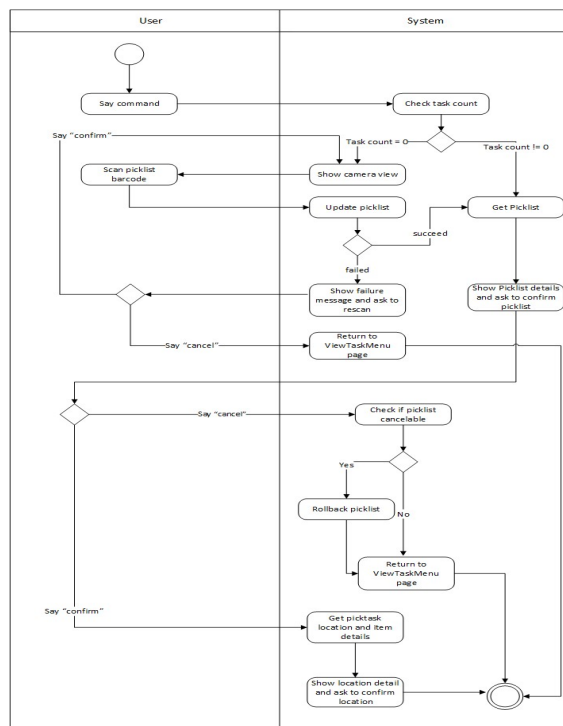 User
System
Say command
Check task count
Say "confirm"
Task count = 0
Task count != 0
Scan picklist
barcode
Show camera view
Update picklist
Get Picklist
succeed
failed
Show failure
message and ask to
rescan
Show Picklist details
and ask to confirm
picklist
Say "cancel"
Return to
ViewTaskMenu
page
Say "cancel"
Check if picklist
cancelable
Yes
Rollback picklist
No
Return to
ViewTaskMenu
page
Say "confirm"
Get picktask
location and item
details
Show location detail
and ask to confirm
location